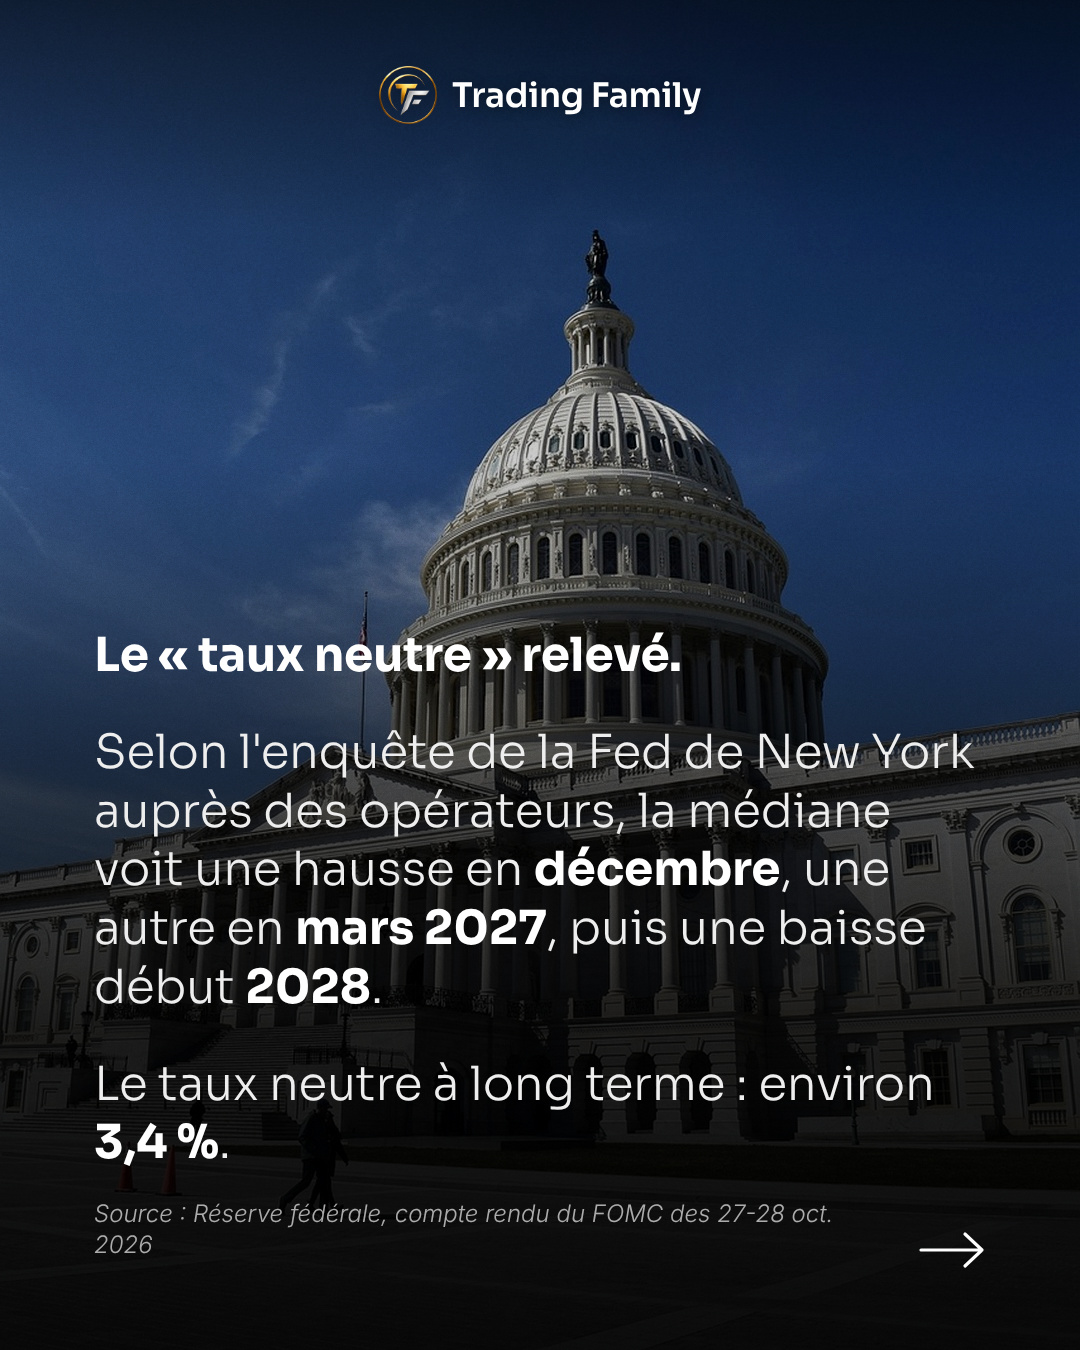 TF
Trading Family
Le « taux neutre » relevé.
Selon l'enquête de la Fed de New York
auprès des opérateurs, la médiane
voit une hausse en décembre, une
autre en mars 2027, puis une baisse
début 2028.
Le taux neutre à long terme : environ
3,4 %.
Source : Réserve fédérale, compte rendu du FOMC des 27-28 oct.
2026